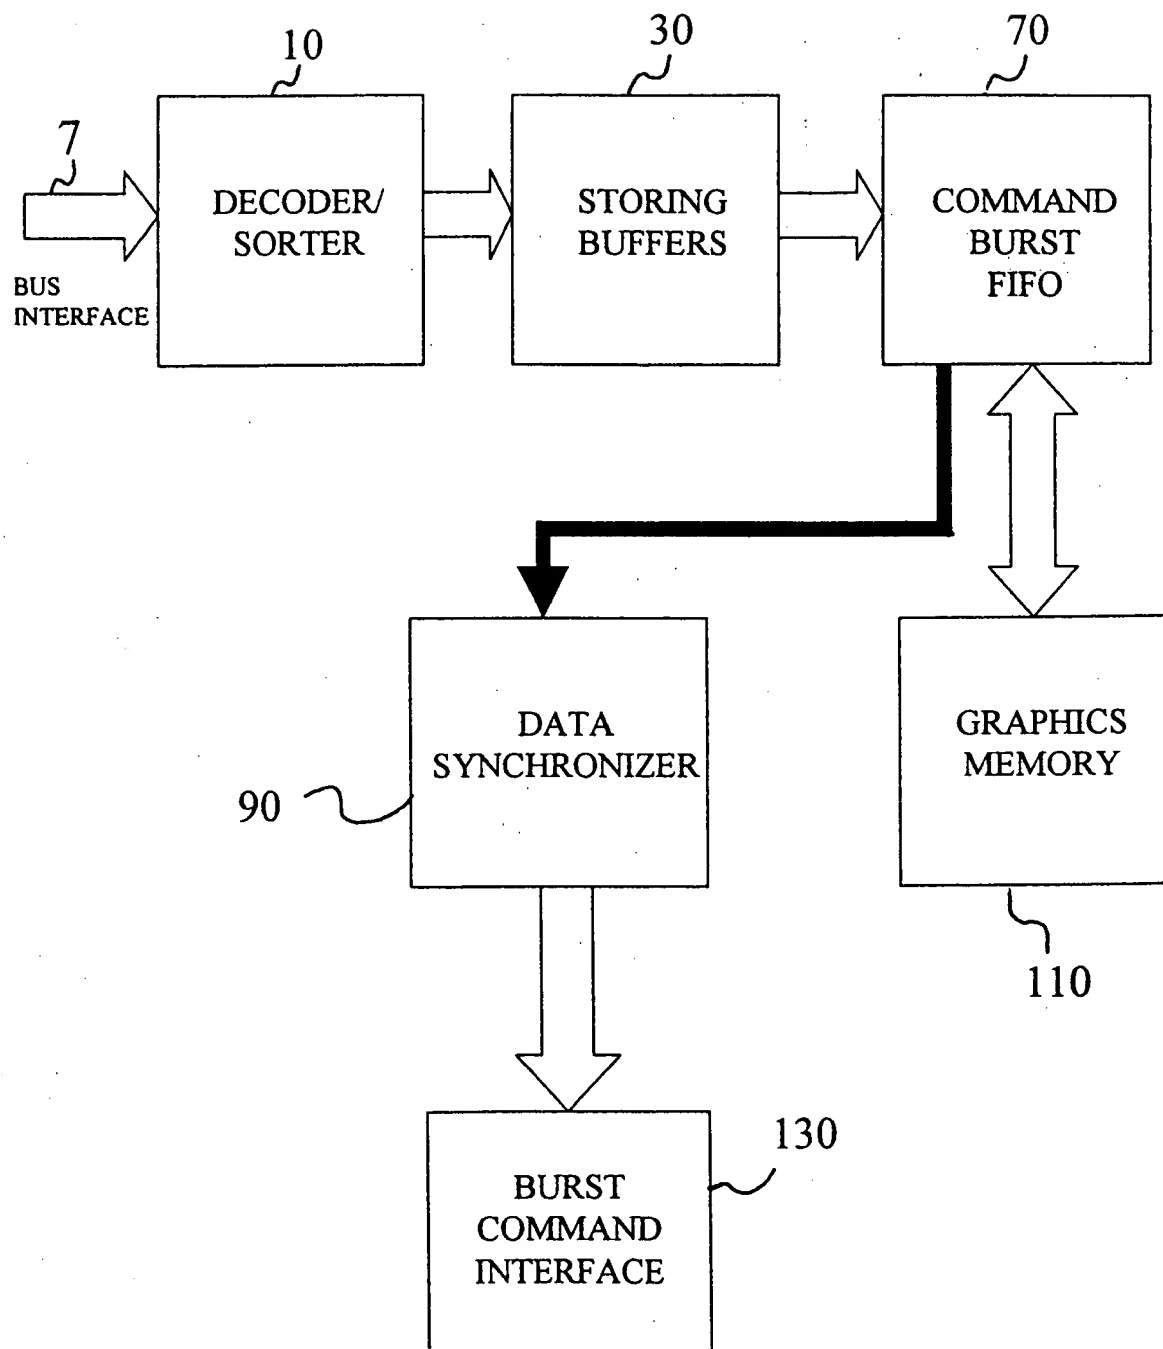 10
30
70
7
DECODER/
SORTER
STORING
BUFFERS
COMMAND
BURST
FIFO
BUS
INTERFACE
DATA
SYNCHRONIZER
GRAPHICS
MEMORY
90
110
130
BURST
COMMAND
INTERFACE